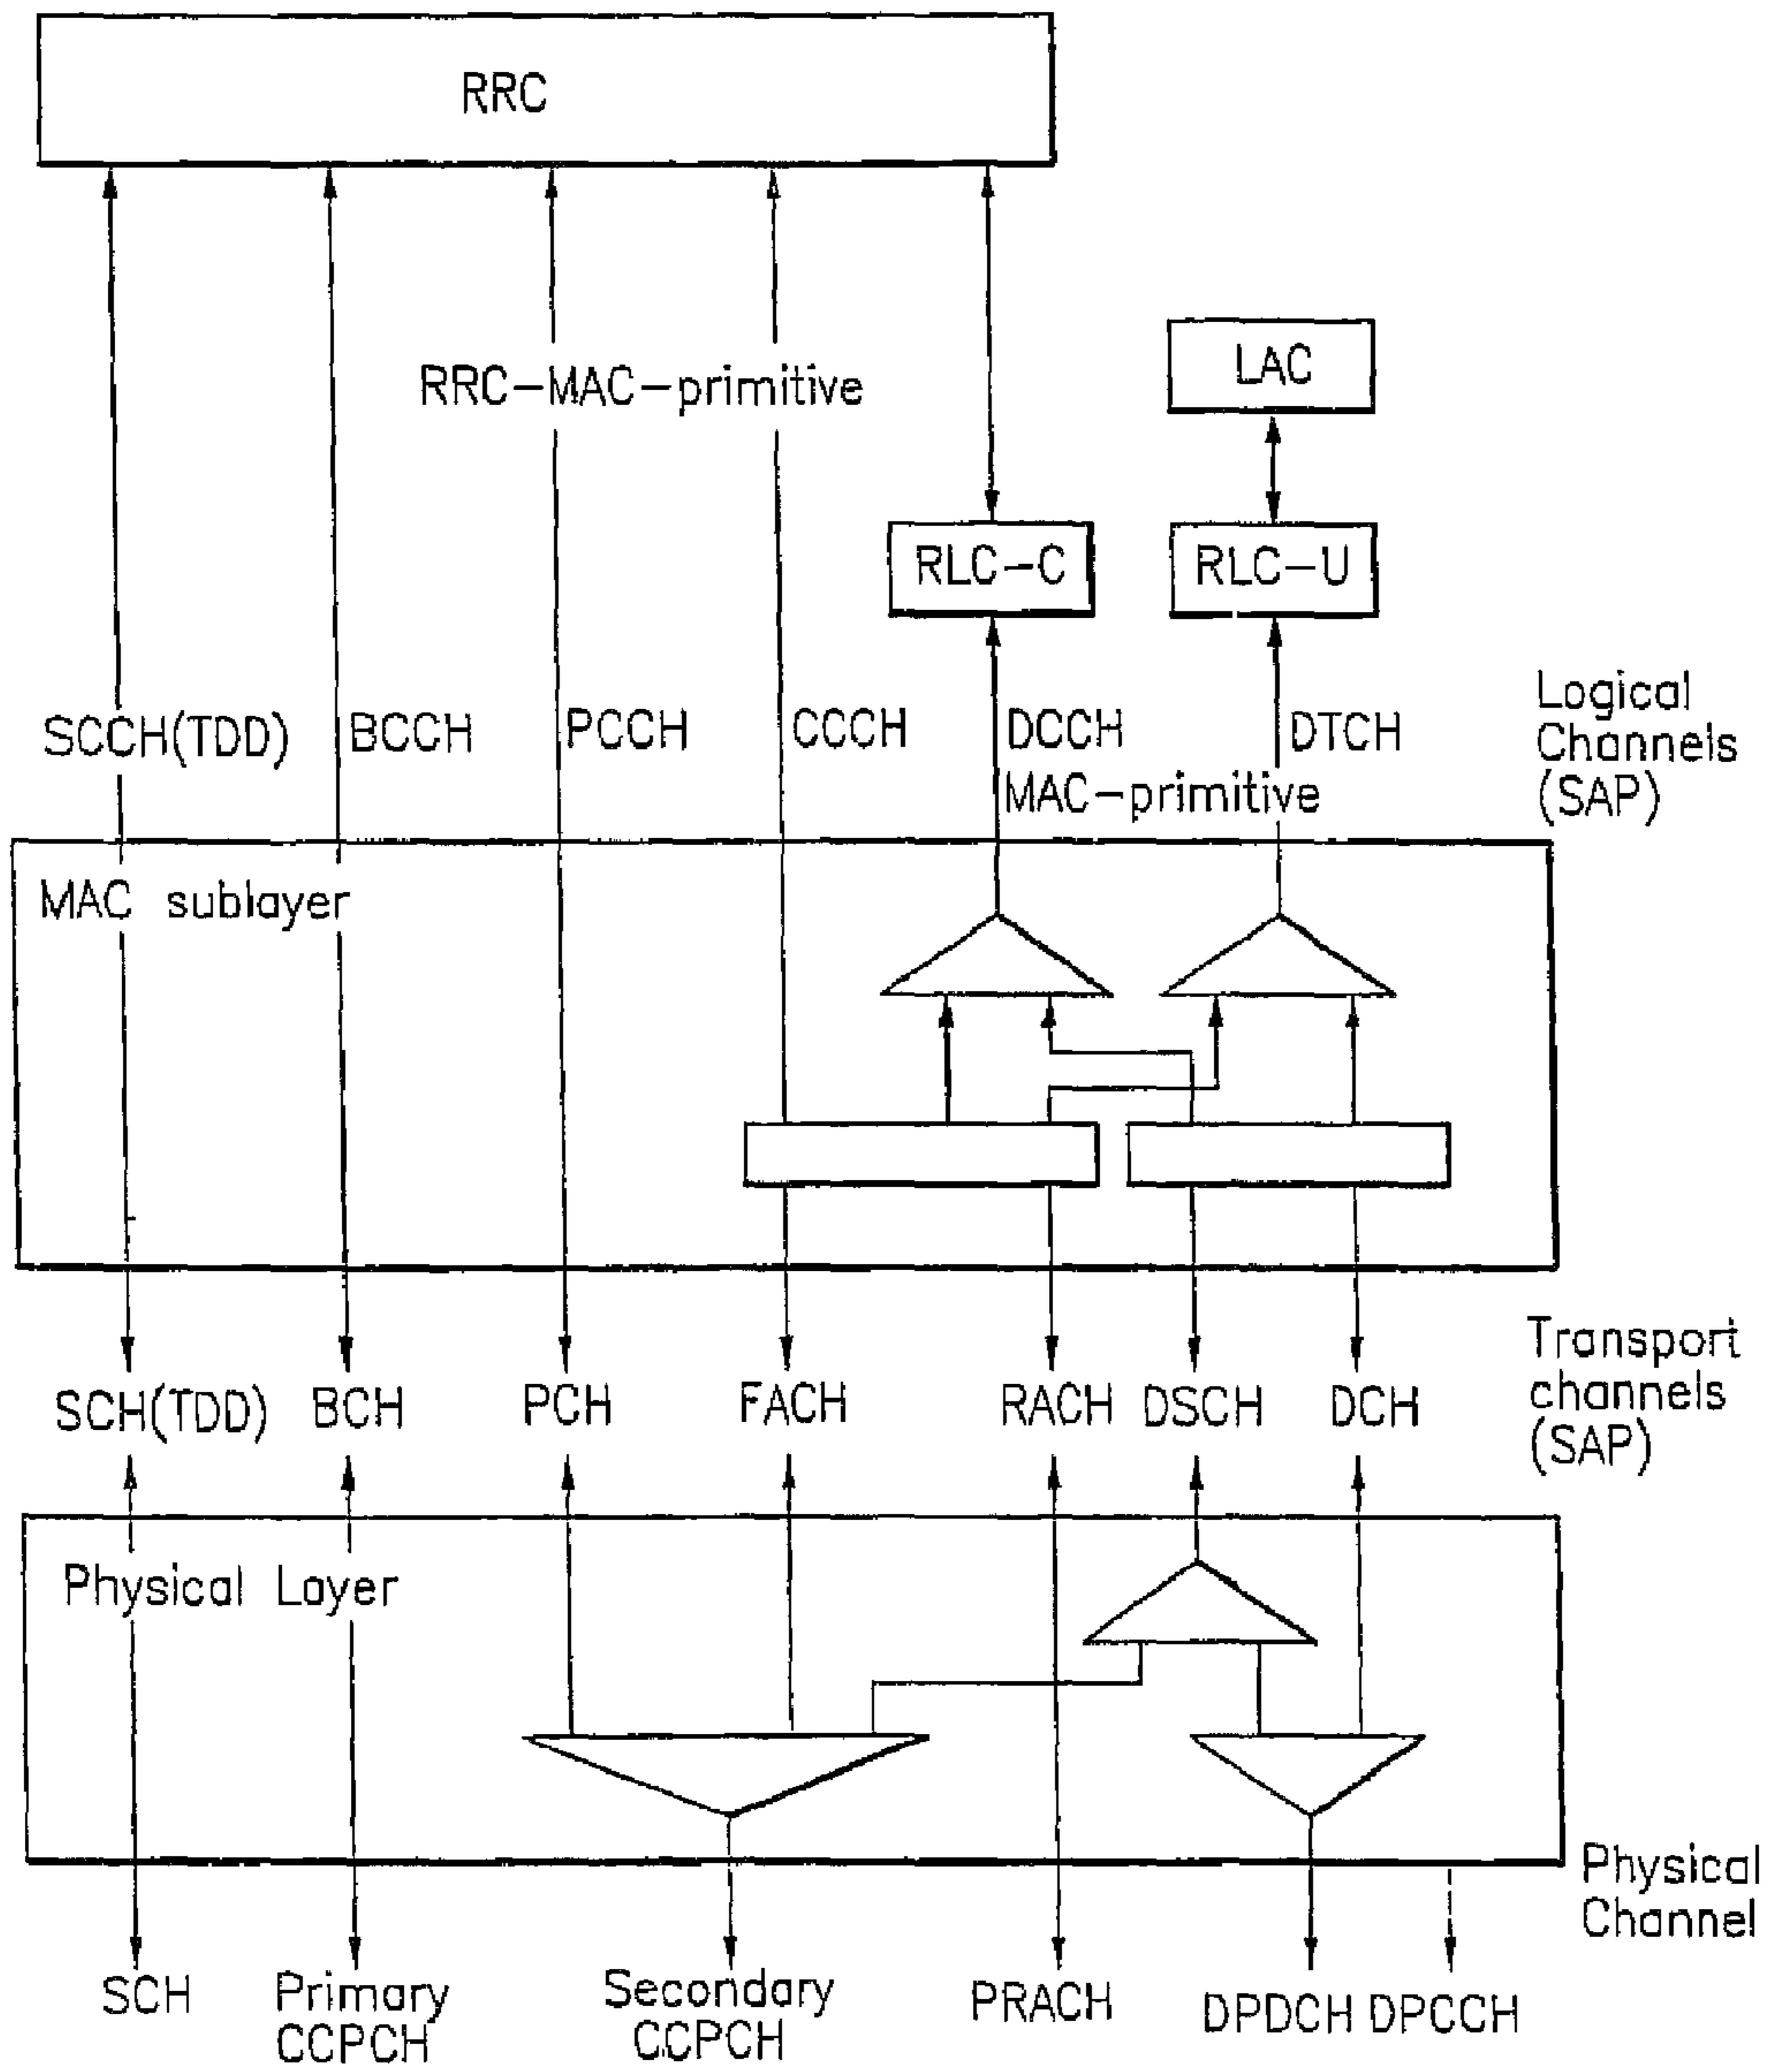 RRC
LAC
RRC-MAC-primitive
RLC-C
RLC-U
SCCH(TDD)
BCCH
PCCH
CCCH
DCCH
DTCH
Logical
Channels
(SAP)
MAC-primitive
MAC sublayer
Transport
channels
(SAP)
SCH(TDD)
BCH
PCH
FACH
RACH
DSCH
DCH
Physical Layer
Physical
Channel
SCH
Primary
CCPCH
Secondary
CCPCH
PRACH
DPDCH
DPCCH